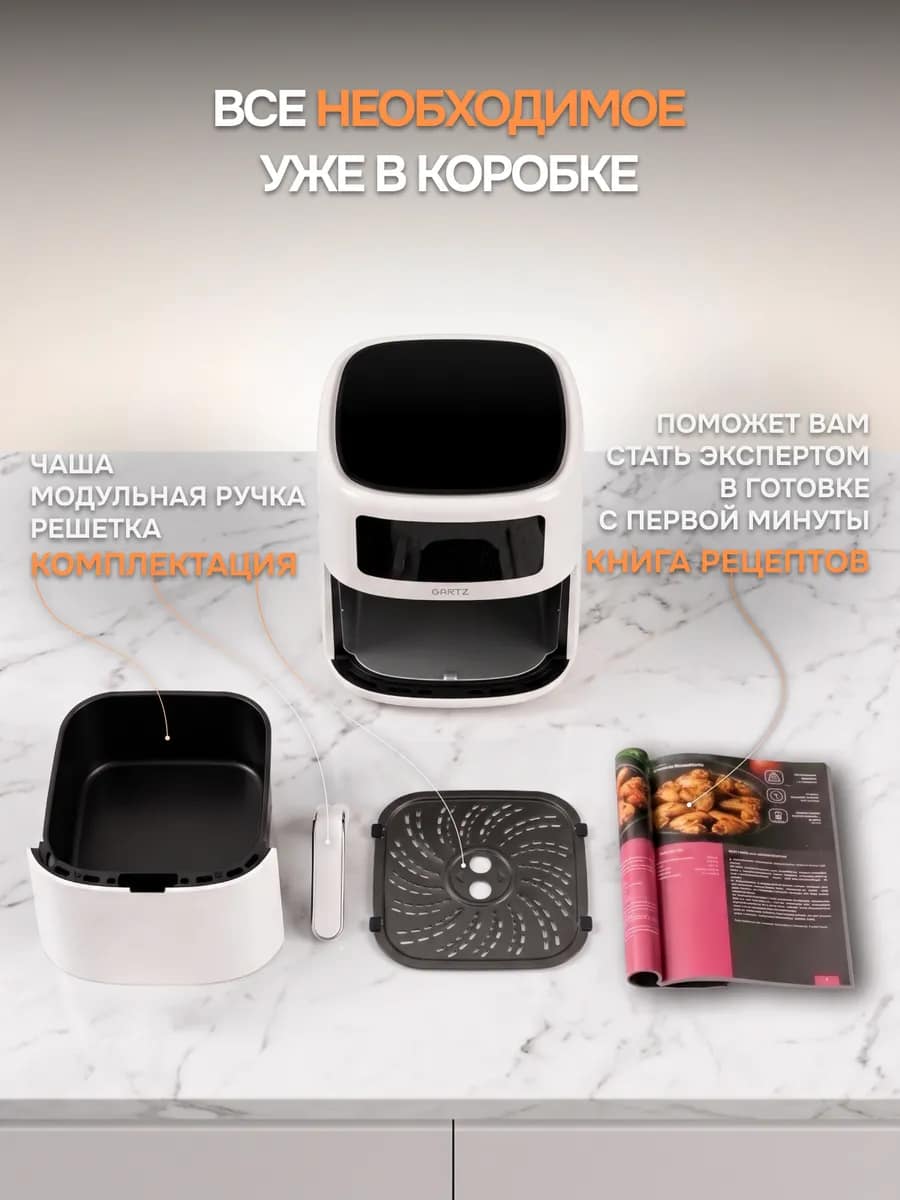 ВСЕ НЕОБХОДИМОЕ
УЖЕ В КОРОБКЕ
ЧАША
МОДУЛЬНАЯ РУЧКА
РЕШЕТКА
КОМПЛЕКТАЦИЯ
ПОМОЖЕТ ВАМ
СТАТЬ ЭКСПЕРТОМ
В ГОТОВКЕ
С ПЕРВОЙ МИНУТЫ
КНИГА РЕЦЕПТОВ
GARTZ